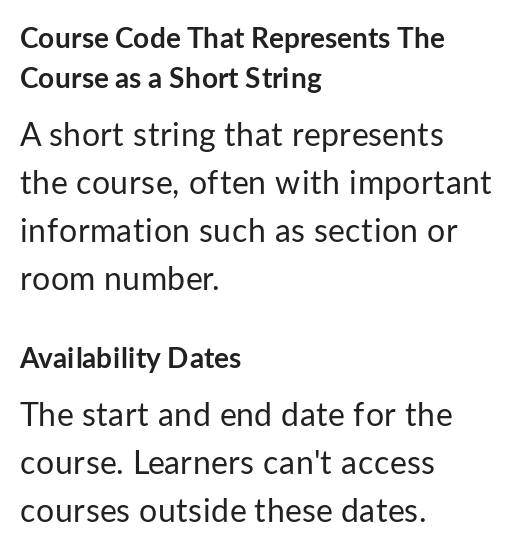 Course Code That Represents The
Course as a Short String
A short string that represents
the course, often with important
information such as section or
room number.
Availability Dates
The start and end date for the
course. Learners can't access
courses outside these dates.